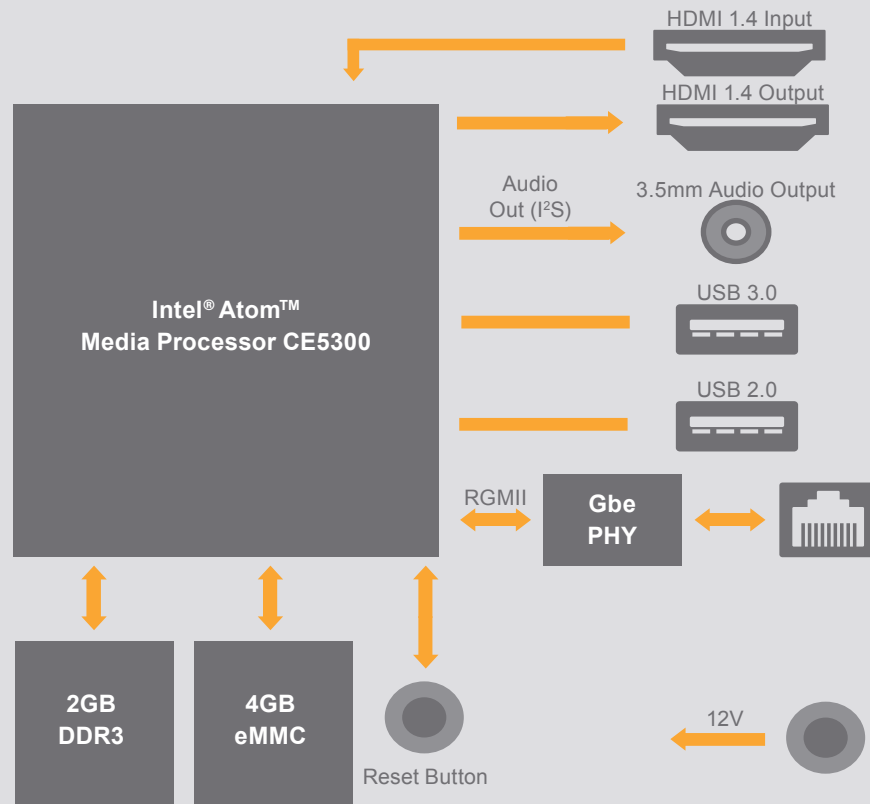 HDMI 1.4 Input
HDMI 1.4 Output
Audio
Out (I²S)
3.5mm Audio Output
Intel® Atom™
Media Processor CE5300
USB 3.0
USB 2.0
RGMII
Gbe
PHY
2GB
DDR3
4GB
eMMC
Reset Button
12V